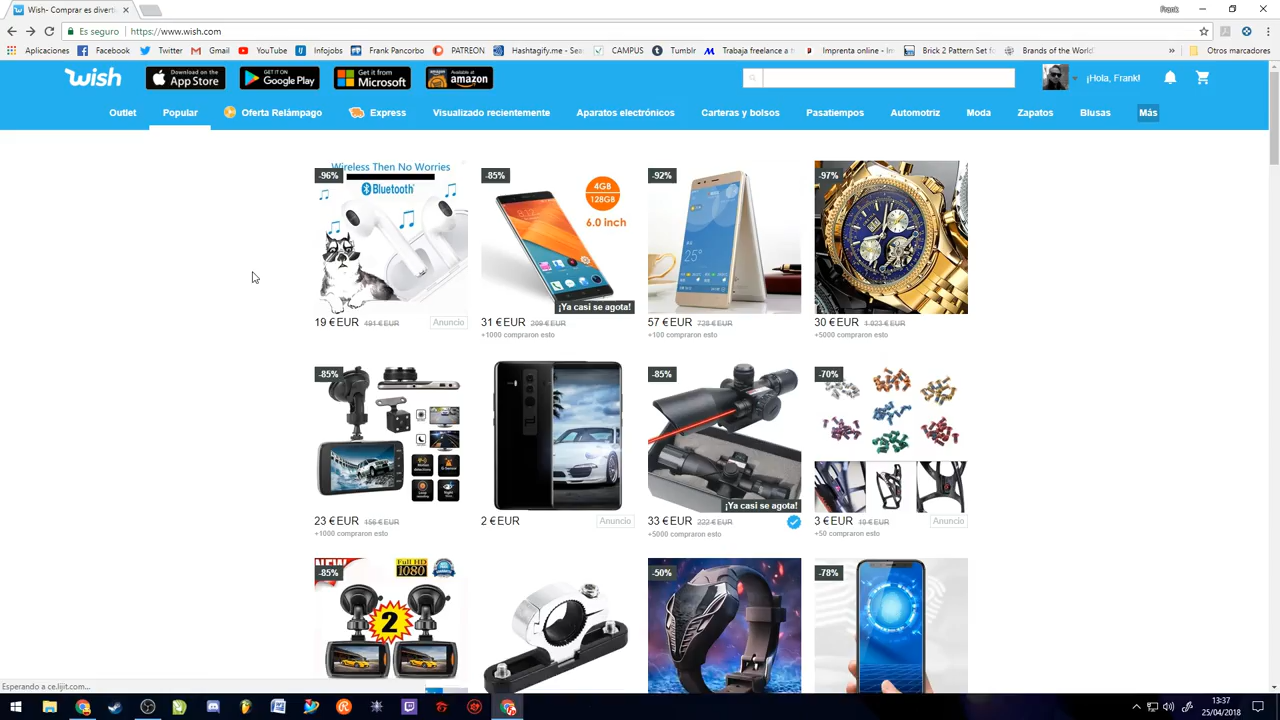 Wish- Comprar es diverti
Frank
Es seguro | https://www.wish.com
Aplicaciones Facebook Twitter Gmail YouTube Infojobs Frank Pancorbo PATREON Hashtagify.me - Sea CAMPUS Tumblr Trabaja freelance a t Imprenta online - Im Brick 2 Pattern Set fo Brands of the World » Otros marcadores
wish Download on the App Store GET IT ON Google Play Get it from Microsoft Available at amazon ¡Hola, Frank!
Outlet Popular Oferta Relámpago Express Visualizado recientemente Aparatos electrónicos Carteras y bolsos Pasatiempos Automotriz Moda Zapatos Blusas Más
Wireless Then No Worries
-96% -85% -92% -97%
Bluetooth
4GB
128GB
6.0 inch
25°
¡Ya casi se agota!
19 € EUR 491 € EUR Anuncio 31 € EUR 209 € EUR 57 € EUR 728 € EUR 30 € EUR 1 023 € EUR
+1000 compraron esto +100 compraron esto +5000 compraron esto
-85% -85% -70%
¡Ya casi se agota!
23 € EUR 156 € EUR 2 € EUR Anuncio 33 € EUR 222 € EUR 3 € EUR 10 € EUR Anuncio
+1000 compraron esto +5000 compraron esto +50 compraron esto
NEW Full HD
1080
-85% -50% -78%
2
Esperando a ce.lijit.com...
13:37
25/04/2018